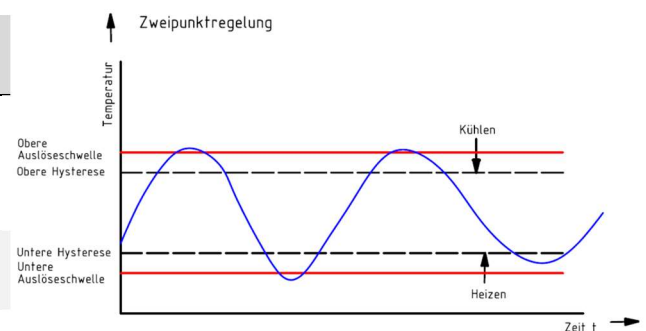 Zweipunktregelung
Temperatur
Kühlen
Obere
Auslöseschwelle
Obere Hysterese
Untere Hysterese
Untere
Auslöseschwelle
Heizen
Zeit t